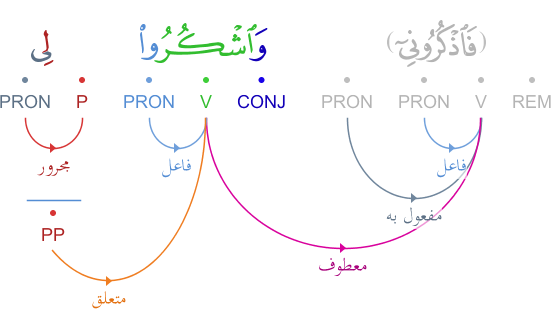 (فَٱذْكُرُونِىٓ) وَٱشْكُرُوا۟ لِى
PRON P PRON V CONJ PRON PRON V REM
مجرور فاعل فاعل
مفعول به
PP
معطوف
متعلق